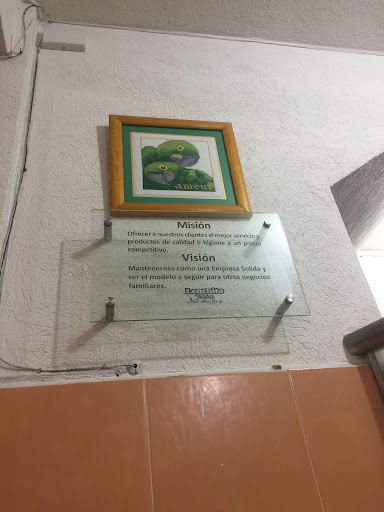 amor
Misión
Ofrecer a nuestros clientes el mejor servicio y
productos de calidad e higiene a un precio
competitivo.
Visión
Mantenernos como una Empresa Solida y
ser el modelo a seguir para otros negocios
familiares.